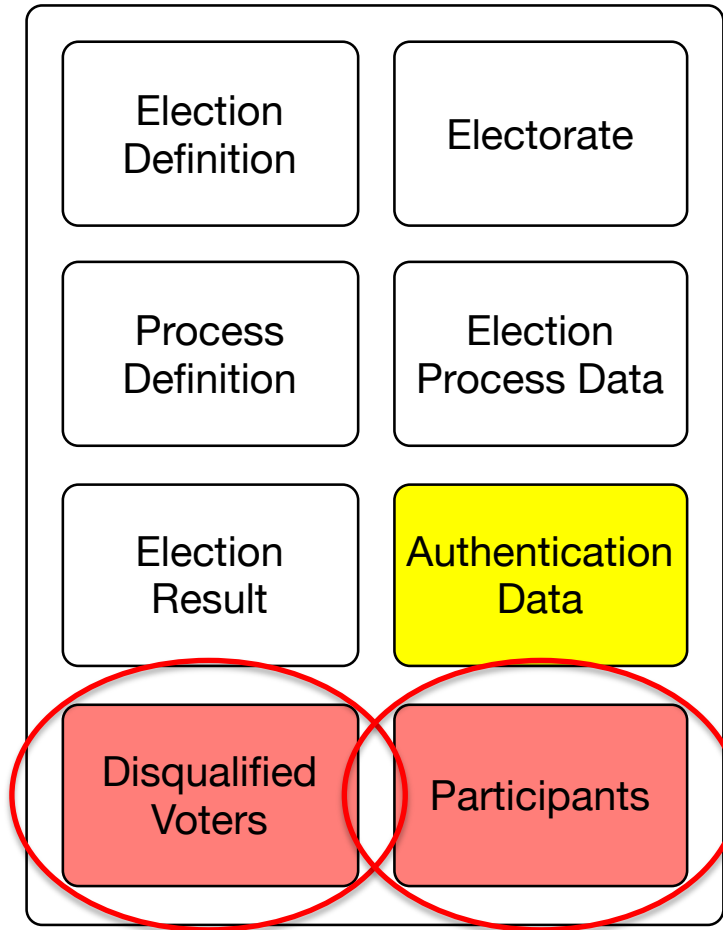 Election
Definition
Electorate
Process
Definition
Election
Process Data
Election
Result
Authentication
Data
Disqualified
Voters
Participants